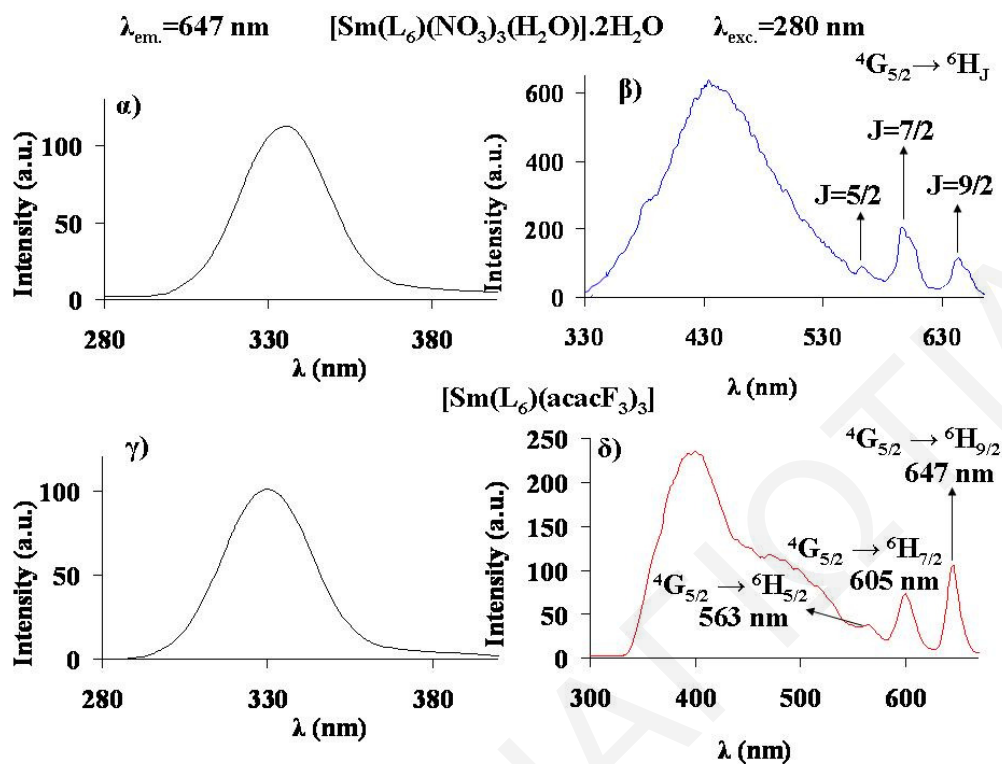 λem.=647 nm [Sm(L6)(NO3)3(H2O)].2H2O λexc.=280 nm
α)
Intensity (a.u.)
100
50
0
280 330 380
λ (nm)
β)
4G5/2→ 6HJ
J=7/2
J=5/2
J=9/2
Intensity (a.u.)
600
400
200
0
330 430 530 630
λ (nm)
[Sm(L6)(acacF3)3]
γ)
Intensity (a.u.)
100
50
0
280 330 380
λ (nm)
δ)
4G5/2 → 6H9/2
647 nm
4G5/2 → 6H7/2
605 nm
4G5/2 → 6H5/2
563 nm
Intensity (a.u.)
250
200
150
100
50
0
300 400 500 600
λ (nm)